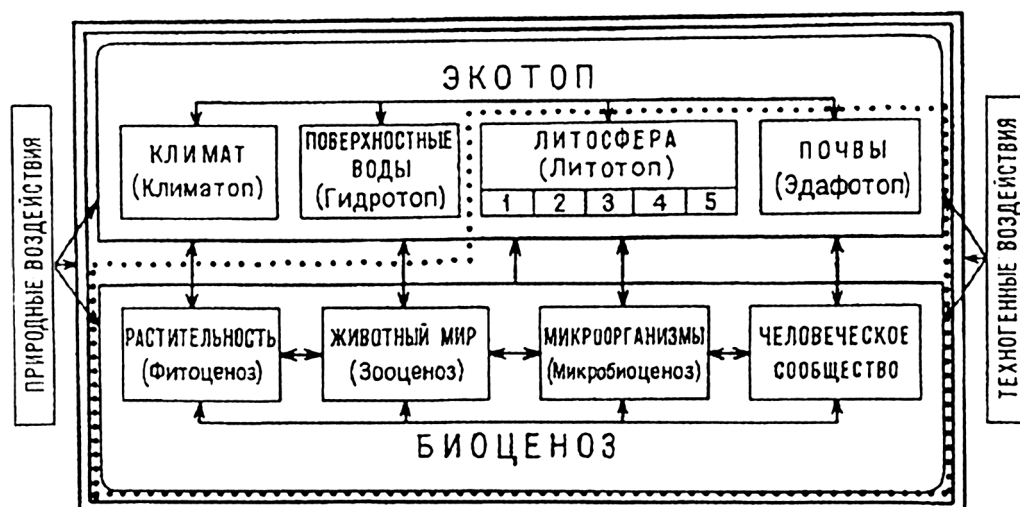 ЭКОТОП
ПРИРОДНЫЕ ВОЗДЕЙСТВИЯ
КЛИМАТ
(Климатоп)
ПОВЕРХНОСТНЫЕ
ВОДЫ
(Гидротоп)
ЛИТОСФЕРА
(Литотоп)
1 2 3 4 5
ПОЧВЫ
(Эдафотоп)
ТЕХНОГЕННЫЕ ВОЗДЕЙСТВИЯ
РАСТИТЕЛЬНОСТЬ
(Фитоценоз)
ЖИВОТНЫЙ МИР
(Зооценоз)
МИКРООРГАНИЗМЫ
(Микробиоценоз)
ЧЕЛОВЕЧЕСКОЕ
СООБЩЕСТВО
БИОЦЕНОЗ